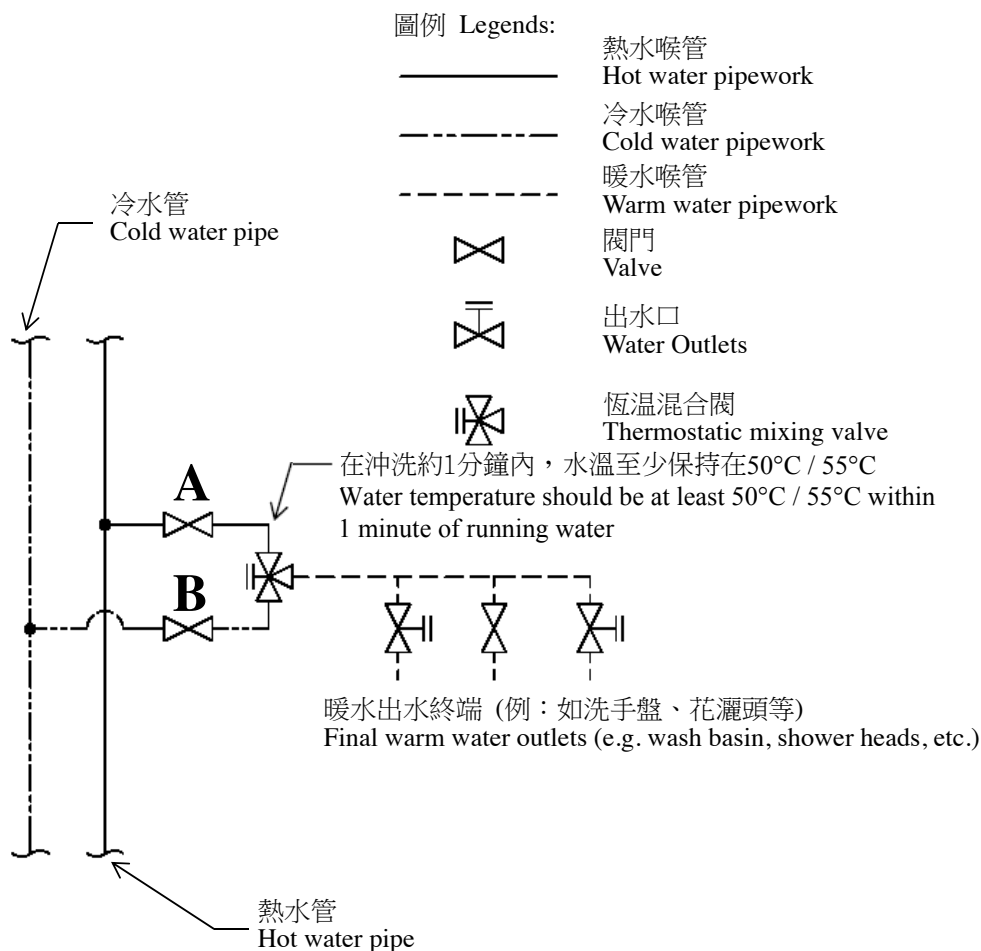 圖例 Legends:
熱水喉管
Hot water pipework
冷水喉管
Cold water pipework
暖水喉管
Warm water pipework
閥門
Valve
出水口
Water Outlets
恆温混合閥
Thermostatic mixing valve
冷水管
Cold water pipe
在沖洗約1分鐘內，水溫至少保持在50°C / 55°C
Water temperature should be at least 50°C / 55°C within
1 minute of running water
A
B
暖水出水終端 (例：如洗手盤、花灑頭等)
Final warm water outlets (e.g. wash basin, shower heads, etc.)
熱水管
Hot water pipe